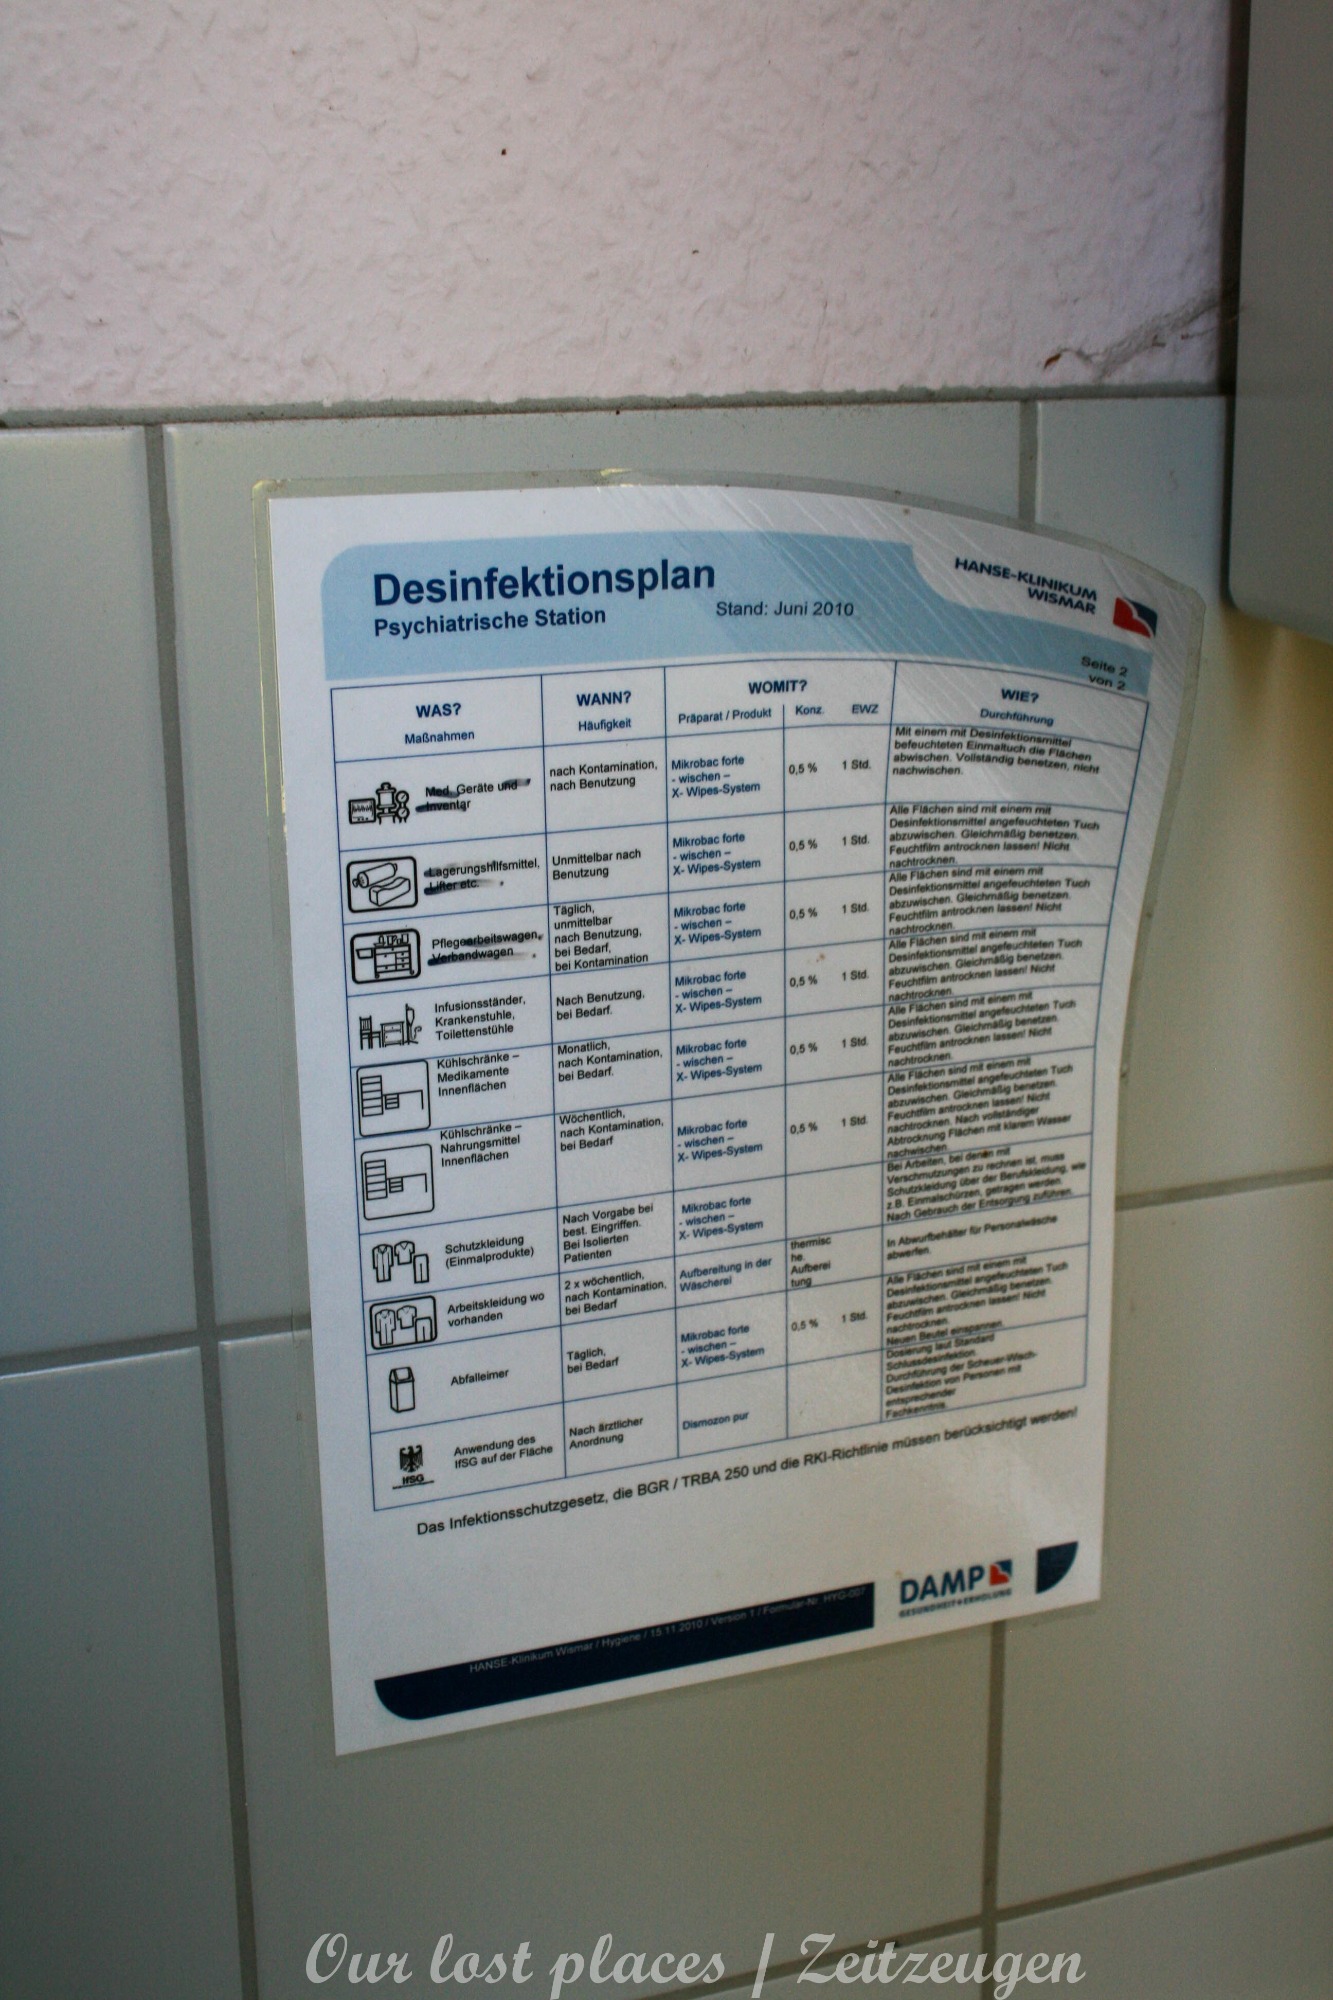 Desinfektionsplan
Psychiatrische Station
Stand: Juni 2010
HANSE-KLINIKUM
WISMAR
Seite 2
von 2
WAS?
Maßnahmen
WANN?
Häufigkeit
WOMIT?
Präparat / Produkt
Konz.
EWZ
WIE?
Durchführung
Med. Geräte und
Inventar
nach Kontamination,
nach Benutzung
Mikrobac forte
- wischen –
X- Wipes-System
0,5 %
1 Std.
Mit einem mit Desinfektionsmittel
befeuchteten Einmaltuch die Flächen
abwischen. Vollständig benetzen, nicht
nachwischen.
Lagerungshilfsmittel,
Lifter etc.
Unmittelbar nach
Benutzung
Mikrobac forte
- wischen –
X- Wipes-System
0,5 %
1 Std.
Alle Flächen sind mit einem mit
Desinfektionsmittel angefeuchteten Tuch
abzuwischen. Gleichmäßig benetzen.
Feuchtfilm antrocknen lassen! Nicht
nachtrocknen.
Pflegearbeitswagen,
Verbandwagen
Täglich,
unmittelbar
nach Benutzung,
bei Bedarf,
bei Kontamination
Mikrobac forte
- wischen –
X- Wipes-System
0,5 %
1 Std.
Alle Flächen sind mit einem mit
Desinfektionsmittel angefeuchteten Tuch
abzuwischen. Gleichmäßig benetzen.
Feuchtfilm antrocknen lassen! Nicht
nachtrocknen.
Infusionsständer,
Krankenstuhle,
Toilettenstühle
Nach Benutzung,
bei Bedarf.
Mikrobac forte
- wischen –
X- Wipes-System
0,5 %
1 Std.
Alle Flächen sind mit einem mit
Desinfektionsmittel angefeuchteten Tuch
abzuwischen. Gleichmäßig benetzen.
Feuchtfilm antrocknen lassen! Nicht
nachtrocknen.
Kühlschränke –
Medikamente
Innenflächen
Monatlich,
nach Kontamination,
bei Bedarf.
Mikrobac forte
- wischen –
X- Wipes-System
0,5 %
1 Std.
Alle Flächen sind mit einem mit
Desinfektionsmittel angefeuchteten Tuch
abzuwischen. Gleichmäßig benetzen.
Feuchtfilm antrocknen lassen! Nicht
nachtrocknen.
Kühlschränke –
Nahrungsmittel
Innenflächen
Wöchentlich,
nach Kontamination,
bei Bedarf
Mikrobac forte
- wischen –
X- Wipes-System
0,5 %
1 Std.
Alle Flächen sind mit einem mit
Desinfektionsmittel angefeuchteten Tuch
abzuwischen. Gleichmäßig benetzen.
Feuchtfilm antrocknen lassen! Nicht
nachtrocknen. Nach vollständiger
Abtrocknung Flächen mit klarem Wasser
nachwischen.
Schutzkleidung
(Einmalprodukte)
Nach Vorgabe bei
best. Eingriffen.
Bei Isolierten
Patienten
Mikrobac forte
- wischen –
X- Wipes-System
Bei Arbeiten, bei denen mit
Verschmutzungen zu rechnen ist, muss
Schutzkleidung über der Berufskleidung, wie
z.B. Einmalschürzen, getragen werden.
Nach Gebrauch der Entsorgung zuführen.
Arbeitskleidung wo
vorhanden
2 x wöchentlich,
nach Kontamination,
bei Bedarf
Aufbereitung in der
Wäscherei
thermisc
he.
Aufberei
tung
In Abwurfbehälter für Personalwäsche
abwerfen.
Abfalleimer
Täglich,
bei Bedarf
Mikrobac forte
- wischen –
X- Wipes-System
0,5 %
1 Std.
Alle Flächen sind mit einem mit
Desinfektionsmittel angefeuchteten Tuch
abzuwischen. Gleichmäßig benetzen.
Feuchtfilm antrocknen lassen! Nicht
nachtrocknen.
Neuen Beutel einspannen.
IfSG
Anwendung des
IfSG auf der Fläche
Nach ärztlicher
Anordnung
Dismozon pur
Dosierung laut Standard
Schlussdesinfektion.
Durchführung der Scheuer-Wisch-
Desinfektion von Personen mit
entsprechender
Fachkenntnis.
Das Infektionsschutzgesetz, die BGR / TRBA 250 und die RKI-Richtlinie müssen berücksichtigt werden!
HANSE-Klinikum Wismar / Hygiene / 15.11.2010 / Version 1 / Formular-Nr. HYG-007
DAMP
GESUNDHEIT+ERHOLUNG
Our lost places | Zeitzeugen